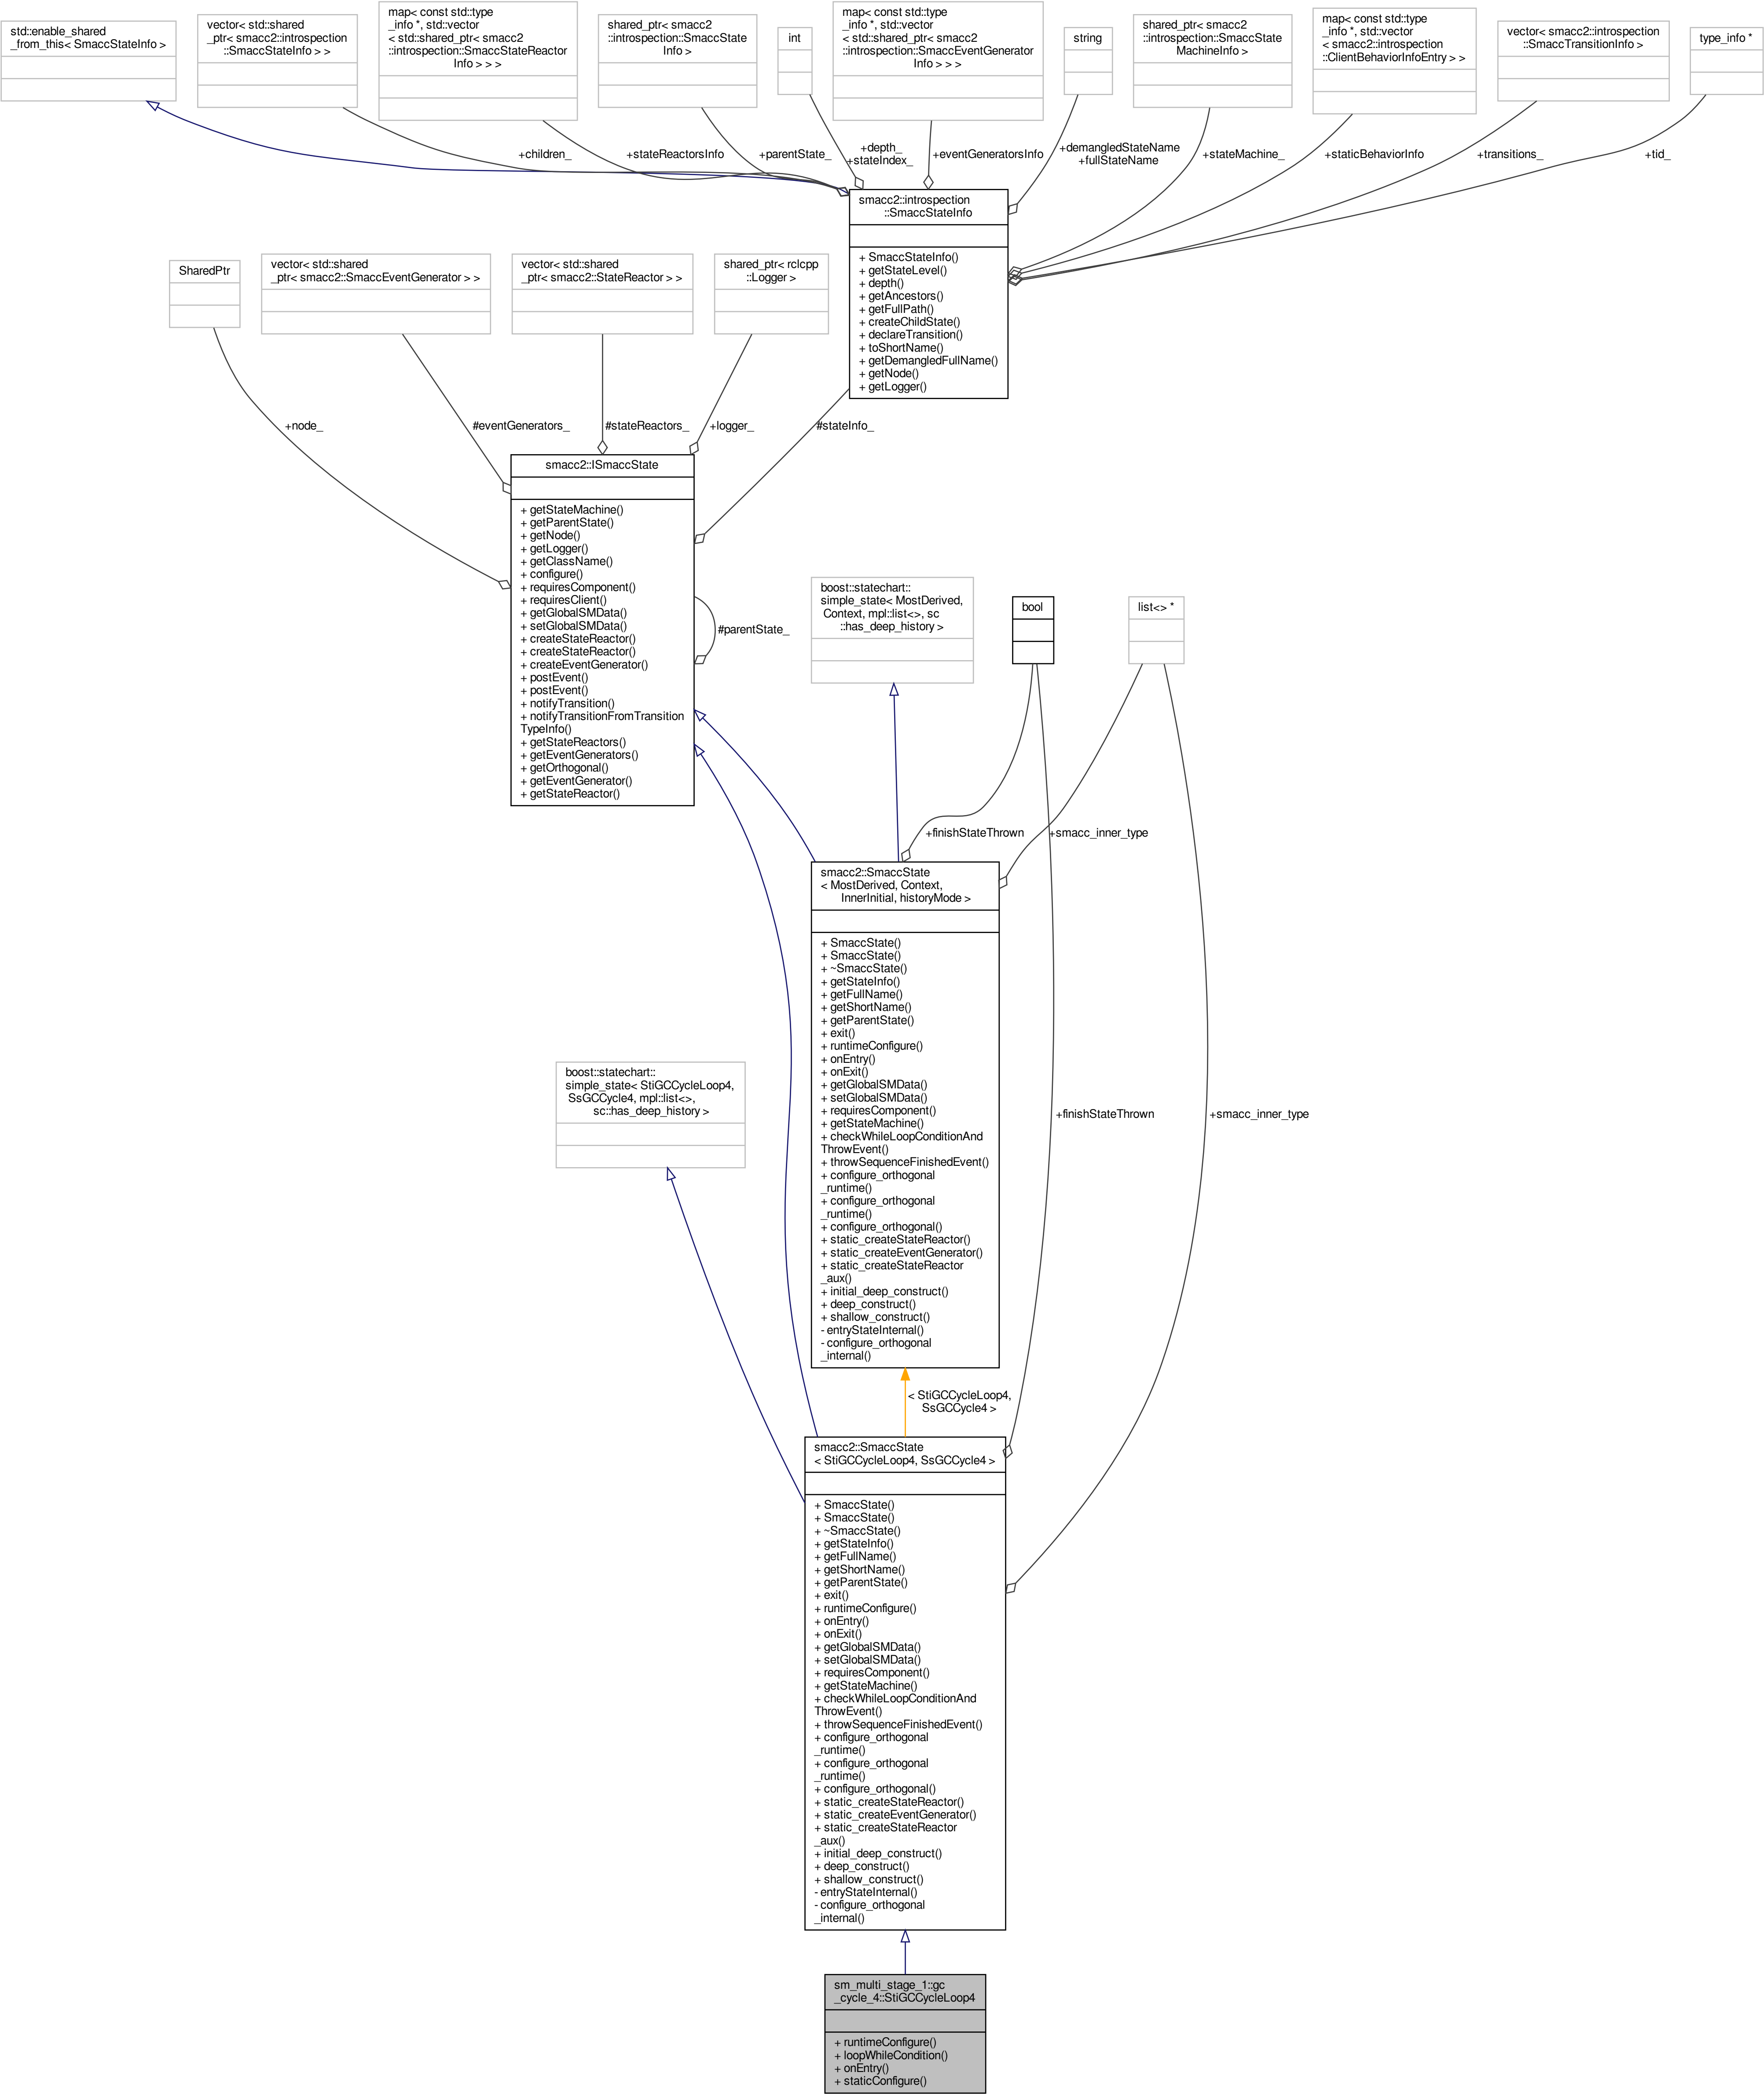 std::enable_shared
_from_this< SmaccStateInfo >
vector< std::shared
_ptr< smacc2::introspection
::SmaccStateInfo > >
map< const std::type
_info *, std::vector
< std::shared_ptr< smacc2
::introspection::SmaccStateReactor
Info > > >
shared_ptr< smacc2
::introspection::SmaccState
Info >
int
map< const std::type
_info *, std::vector
< std::shared_ptr< smacc2
::introspection::SmaccEventGenerator
Info > > >
string
shared_ptr< smacc2
::introspection::SmaccState
MachineInfo >
map< const std::type
_info *, std::vector
< smacc2::introspection
::ClientBehaviorInfoEntry > >
vector< smacc2::introspection
::SmaccTransitionInfo >
type_info *
+children_
+stateReactorsInfo
+parentState_
+depth_
+stateIndex_
+eventGeneratorsInfo
+demangledStateName
+fullStateName
+stateMachine_
+staticBehaviorInfo
+transitions_
+tid_
smacc2::introspection
::SmaccStateInfo
+ SmaccStateInfo()
+ getStateLevel()
+ depth()
+ getAncestors()
+ getFullPath()
+ createChildState()
+ declareTransition()
+ toShortName()
+ getDemangledFullName()
+ getNode()
+ getLogger()
SharedPtr
vector< std::shared
_ptr< smacc2::SmaccEventGenerator > >
vector< std::shared
_ptr< smacc2::StateReactor > >
shared_ptr< rclcpp
::Logger >
+node_
#eventGenerators_
#stateReactors_
+logger_
#stateInfo_
smacc2::ISmaccState
+ getStateMachine()
+ getParentState()
+ getNode()
+ getLogger()
+ getClassName()
+ configure()
+ requiresComponent()
+ requiresClient()
+ getGlobalSMData()
+ setGlobalSMData()
+ createStateReactor()
+ createStateReactor()
+ createEventGenerator()
+ postEvent()
+ postEvent()
+ notifyTransition()
+ notifyTransitionFromTransition
TypeInfo()
+ getStateReactors()
+ getEventGenerators()
+ getOrthogonal()
+ getEventGenerator()
+ getStateReactor()
#parentState_
boost::statechart::
simple_state< MostDerived,
Context, mpl::list<>, sc
::has_deep_history >
bool
list<> *
+finishStateThrown
+smacc_inner_type
smacc2::SmaccState
< MostDerived, Context,
InnerInitial, historyMode >
+ SmaccState()
+ SmaccState()
+ ~SmaccState()
+ getStateInfo()
+ getFullName()
+ getShortName()
+ getParentState()
+ exit()
+ runtimeConfigure()
+ onEntry()
+ onExit()
+ getGlobalSMData()
+ setGlobalSMData()
+ requiresComponent()
+ getStateMachine()
+ checkWhileLoopConditionAnd
ThrowEvent()
+ throwSequenceFinishedEvent()
+ configure_orthogonal
_runtime()
+ configure_orthogonal
_runtime()
+ configure_orthogonal()
+ static_createStateReactor()
+ static_createEventGenerator()
+ static_createStateReactor
_aux()
+ initial_deep_construct()
+ deep_construct()
+ shallow_construct()
- entryStateInternal()
- configure_orthogonal
_internal()
boost::statechart::
simple_state< StiGCCycleLoop4,
SsGCCycle4, mpl::list<>,
sc::has_deep_history >
+finishStateThrown
+smacc_inner_type
< StiGCCycleLoop4,
SsGCCycle4 >
smacc2::SmaccState
< StiGCCycleLoop4, SsGCCycle4 >
+ SmaccState()
+ SmaccState()
+ ~SmaccState()
+ getStateInfo()
+ getFullName()
+ getShortName()
+ getParentState()
+ exit()
+ runtimeConfigure()
+ onEntry()
+ onExit()
+ getGlobalSMData()
+ setGlobalSMData()
+ requiresComponent()
+ getStateMachine()
+ checkWhileLoopConditionAnd
ThrowEvent()
+ throwSequenceFinishedEvent()
+ configure_orthogonal
_runtime()
+ configure_orthogonal
_runtime()
+ configure_orthogonal()
+ static_createStateReactor()
+ static_createEventGenerator()
+ static_createStateReactor
_aux()
+ initial_deep_construct()
+ deep_construct()
+ shallow_construct()
- entryStateInternal()
- configure_orthogonal
_internal()
sm_multi_stage_1::gc
_cycle_4::StiGCCycleLoop4
+ runtimeConfigure()
+ loopWhileCondition()
+ onEntry()
+ staticConfigure()